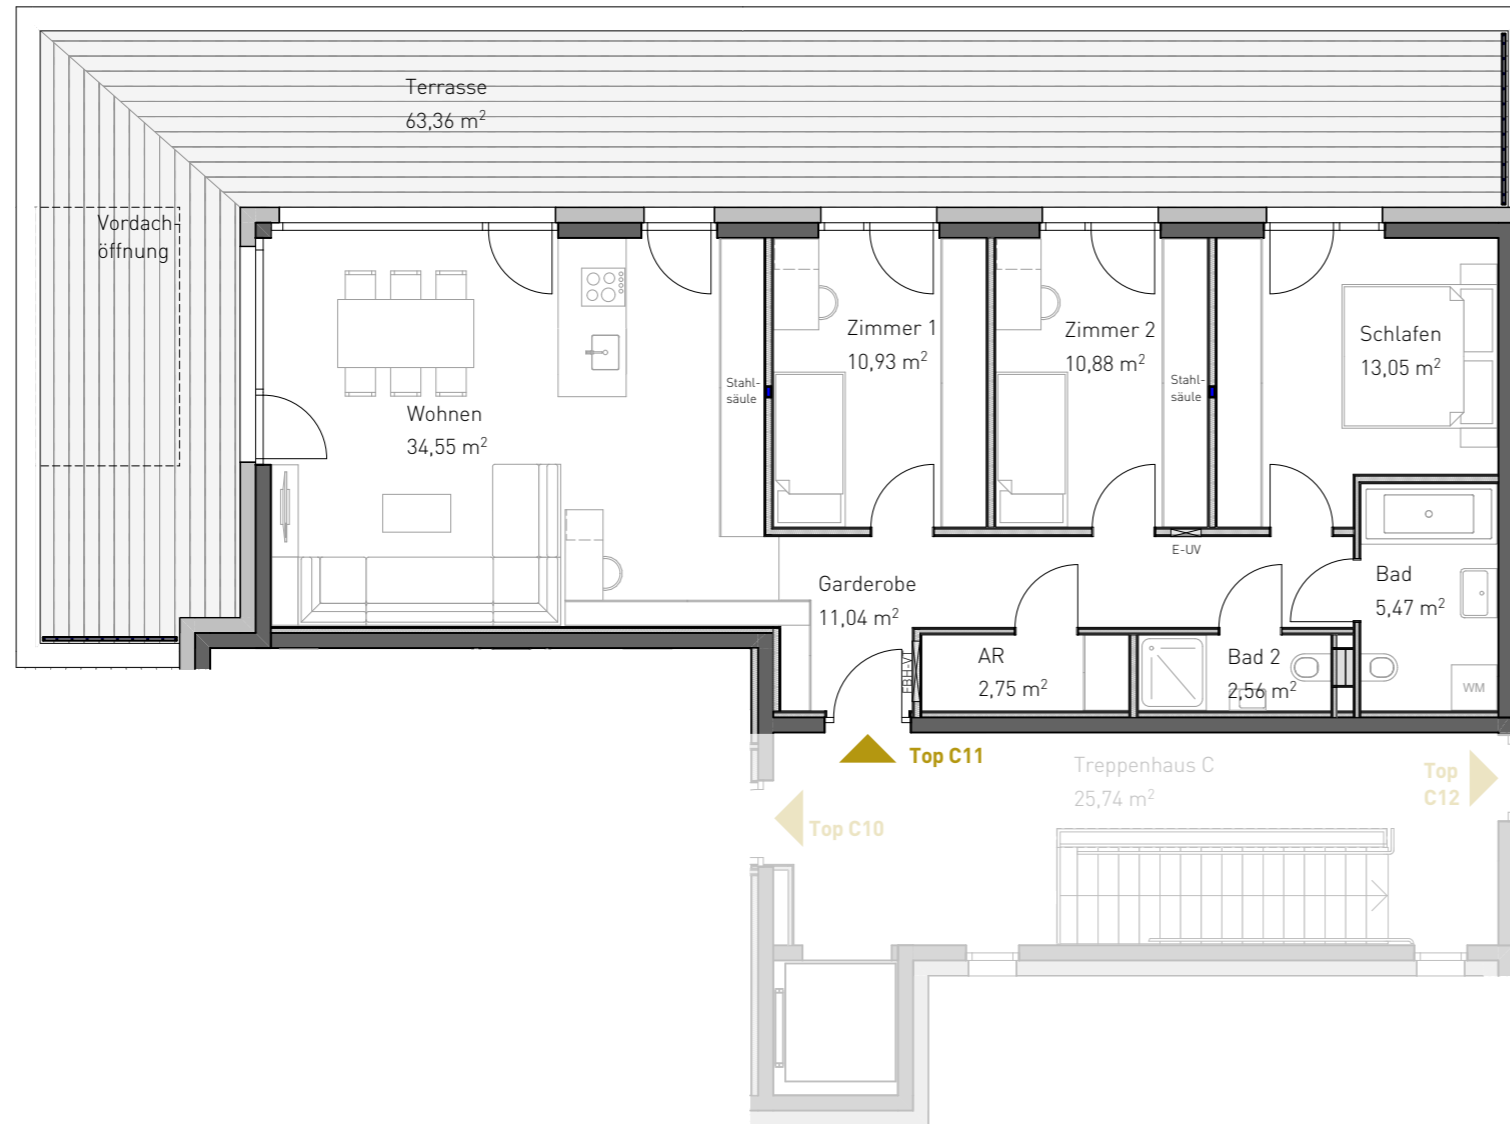 Terrasse
63,36 m²
Vordach-
öffnung
Zimmer 1
10,93 m²
Zimmer 2
10,88 m²
Schlafen
13,05 m²
Stahl-
säule
Stahl-
säule
Wohnen
34,55 m²
E-UV
Garderobe
11,04 m²
Bad
5,47 m²
AR
2,75 m²
Bad 2
2,56 m²
FBH-V
WM
Top C11
Treppenhaus C
25,74 m²
Top
C12
Top C10